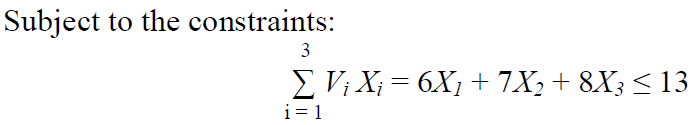 Subject to the constraints:
3
∑ Vᵢ Xᵢ = 6X₁ + 7X₂ + 8X₃ ≤ 13
i = 1